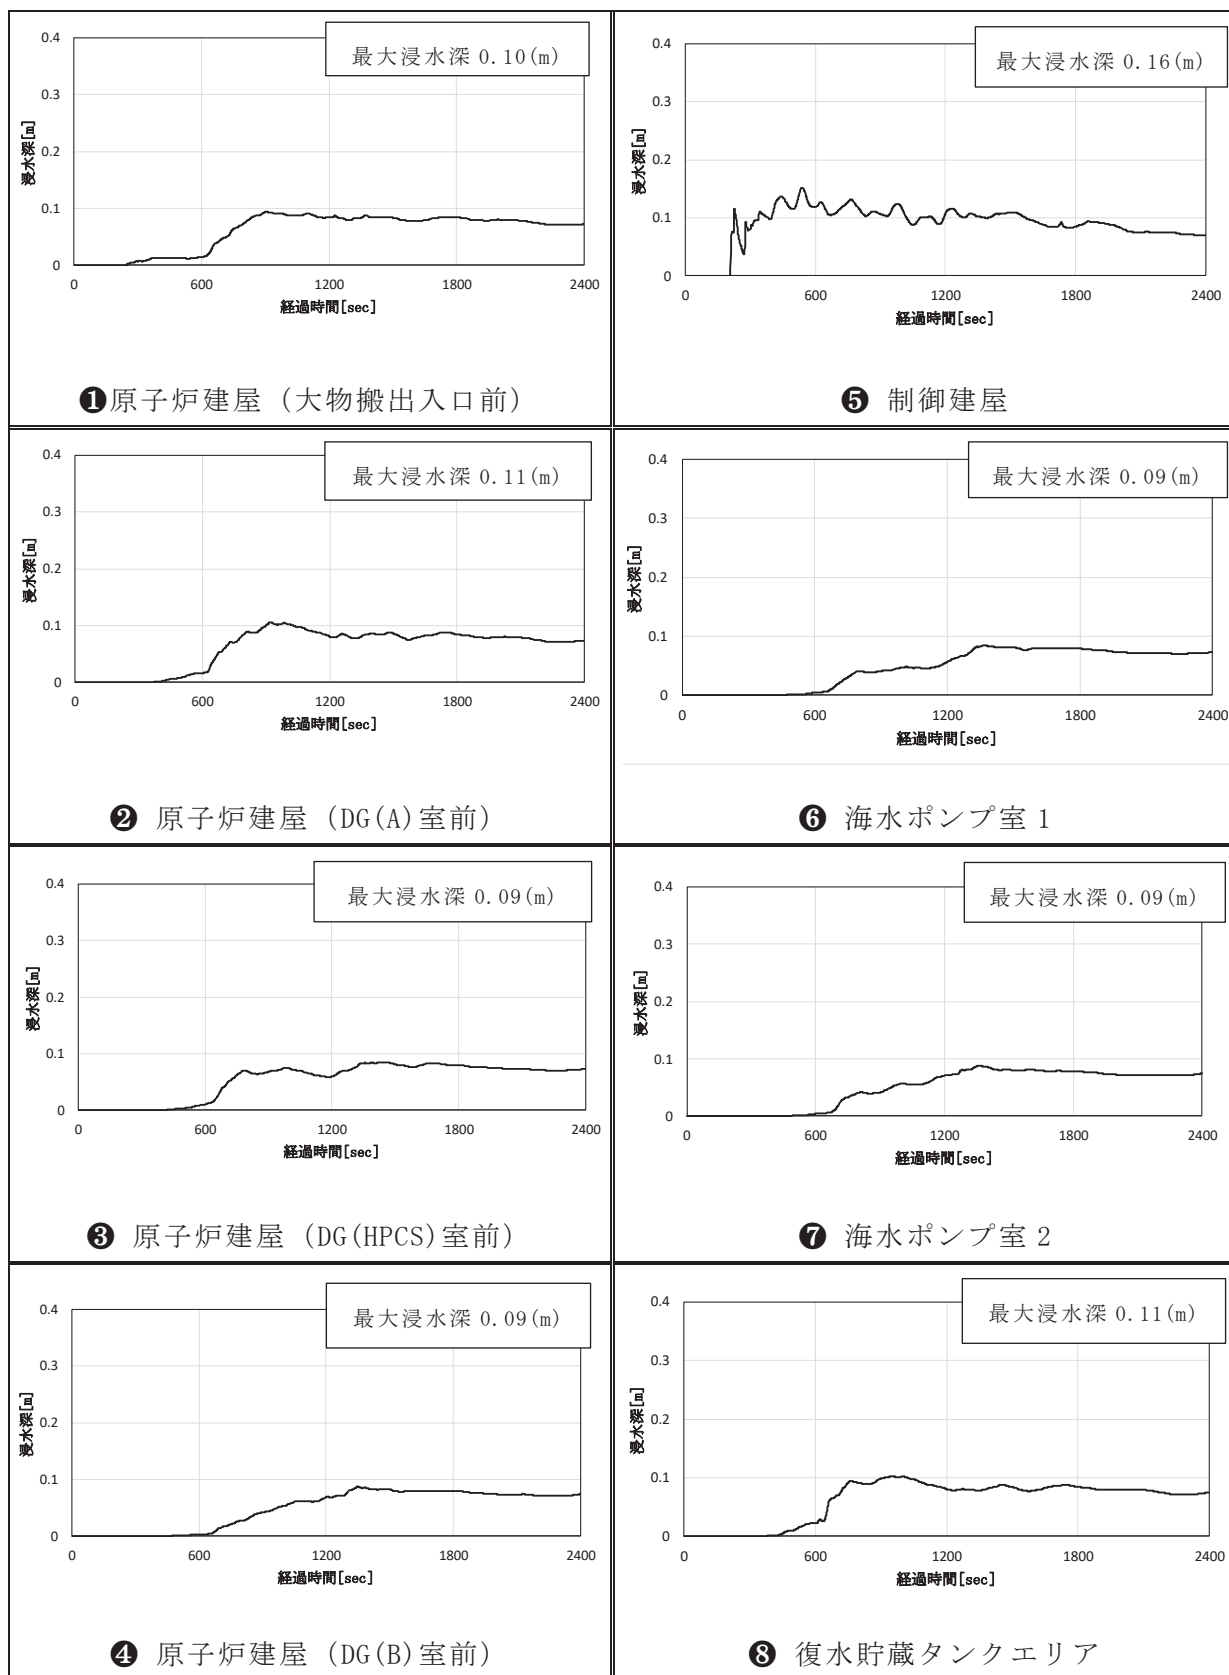 最大浸水深 0.10(m)
0.4
0.3
0.2
0.1
0
浸水深[m]
0
600
1200
1800
2400
経過時間[sec]
❶原子炉建屋（大物搬出入口前）
最大浸水深 0.16(m)
0.4
0.3
0.2
0.1
0
浸水深[m]
0
600
1200
1800
2400
経過時間[sec]
❺ 制御建屋
最大浸水深 0.11(m)
0.4
0.3
0.2
0.1
0
浸水深[m]
0
600
1200
1800
2400
経過時間[sec]
❷ 原子炉建屋（DG(A)室前）
最大浸水深 0.09(m)
0.4
0.3
0.2
0.1
0
浸水深[m]
0
600
1200
1800
2400
経過時間[sec]
❻ 海水ポンプ室 1
最大浸水深 0.09(m)
0.4
0.3
0.2
0.1
0
浸水深[m]
0
600
1200
1800
2400
経過時間[sec]
❸ 原子炉建屋（DG(HPCS)室前）
最大浸水深 0.09(m)
0.4
0.3
0.2
0.1
0
浸水深[m]
0
600
1200
1800
2400
経過時間[sec]
❼ 海水ポンプ室 2
最大浸水深 0.09(m)
0.4
0.3
0.2
0.1
0
浸水深[m]
0
600
1200
1800
2400
経過時間[sec]
❹ 原子炉建屋（DG(B)室前）
最大浸水深 0.11(m)
0.4
0.3
0.2
0.1
0
浸水深[m]
0
600
1200
1800
2400
経過時間[sec]
❽ 復水貯蔵タンクエリア